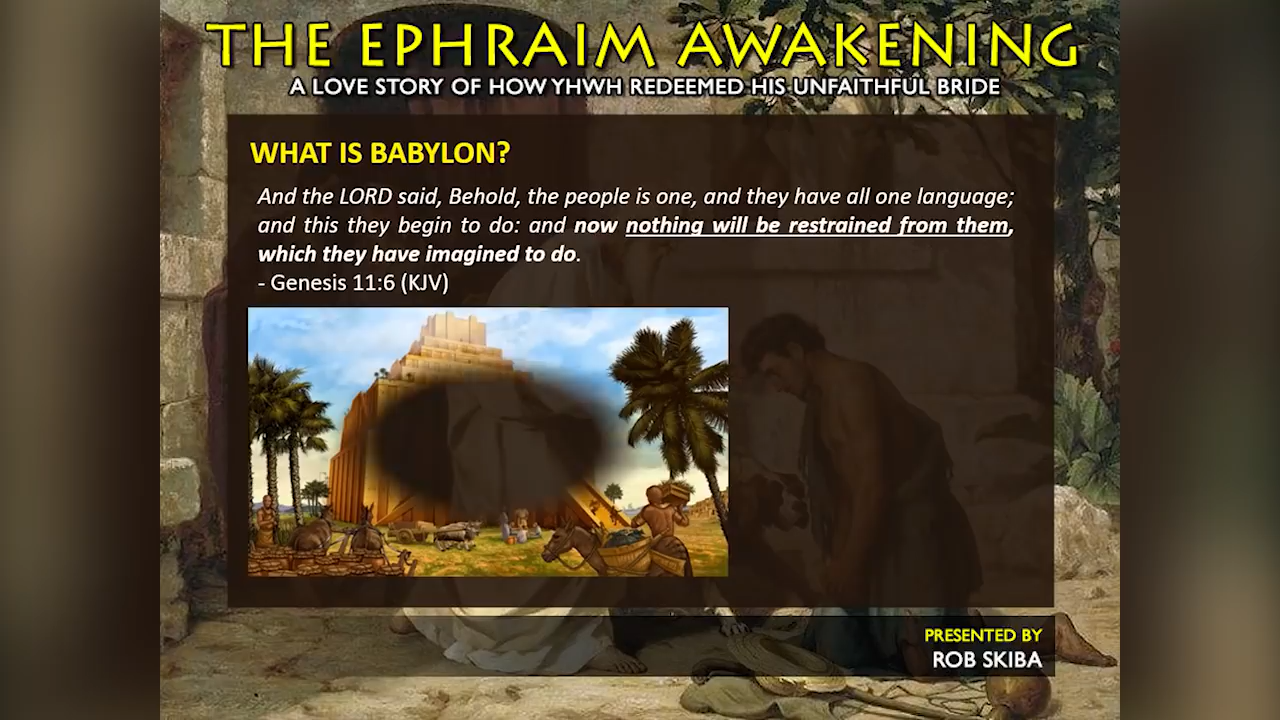 THE EPHRAIM AWAKENING
A LOVE STORY OF HOW YHWH REDEEMED HIS UNFAITHFUL BRIDE
WHAT IS BABYLON?
And the LORD said, Behold, the people is one, and they have all one language;
and this they begin to do: and now nothing will be restrained from them,
which they have imagined to do.
- Genesis 11:6 (KJV)
PRESENTED BY
ROB SKIBA